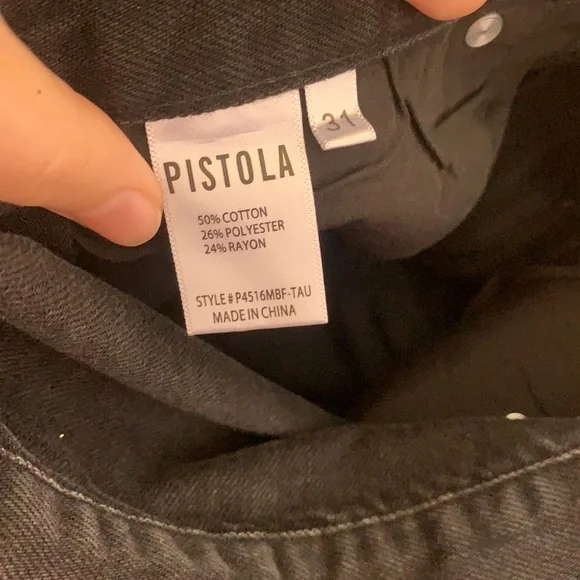 PISTOLA
31
50% COTTON
26% POLYESTER
24% RAYON
STYLE # P4516MBF-TAU
MADE IN CHINA